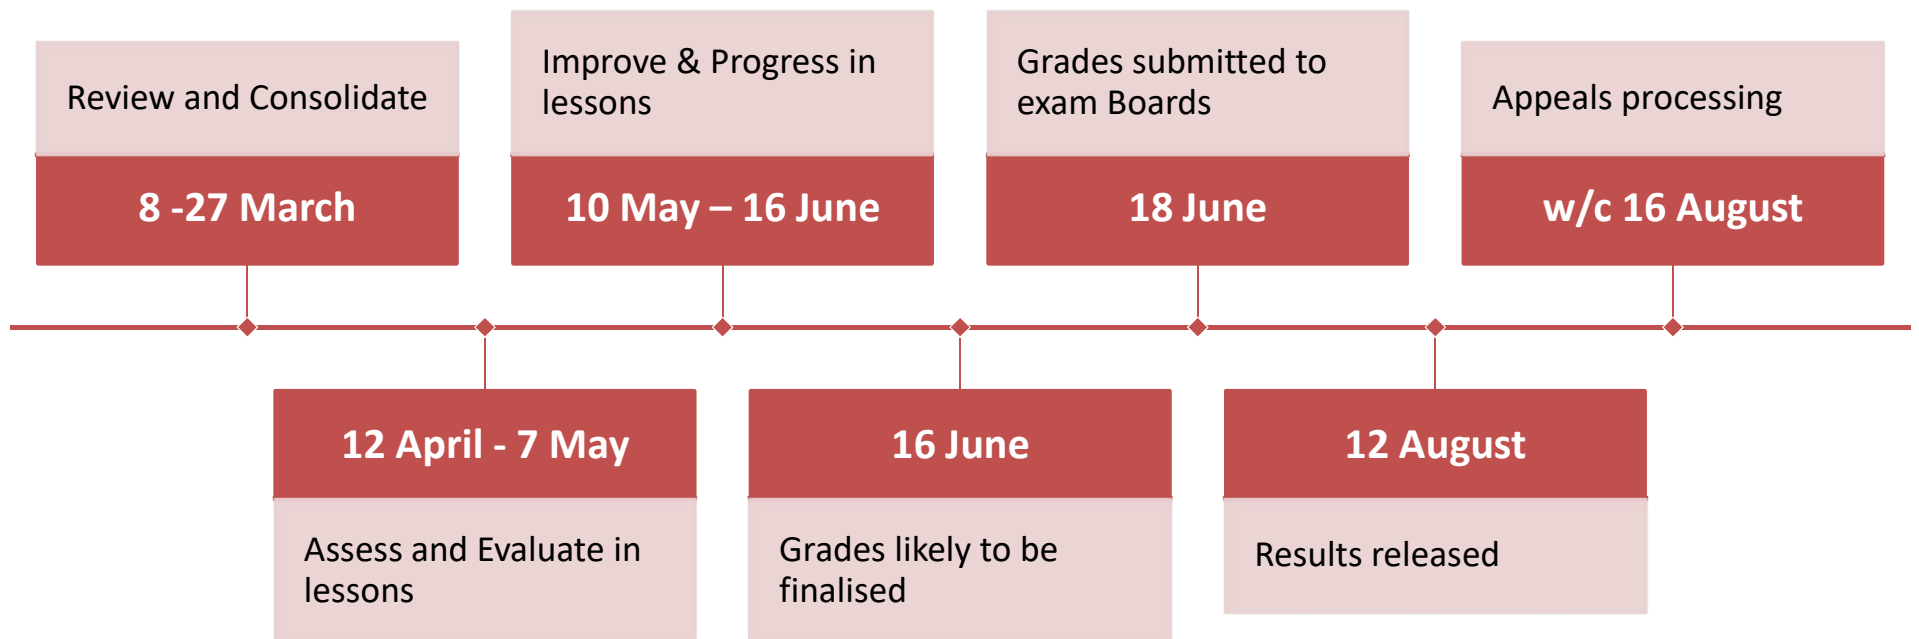 Review and Consolidate
8 -27 March
12 April - 7 May
Assess and Evaluate in
lessons
Improve & Progress in
lessons
10 May – 16 June
16 June
Grades likely to be
finalised
Grades submitted to
exam Boards
18 June
12 August
Results released
Appeals processing
w/c 16 August